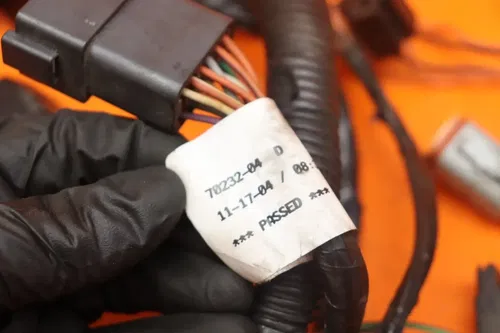 70232-04 D
11-17-04 / 08:
*** PASSED ***